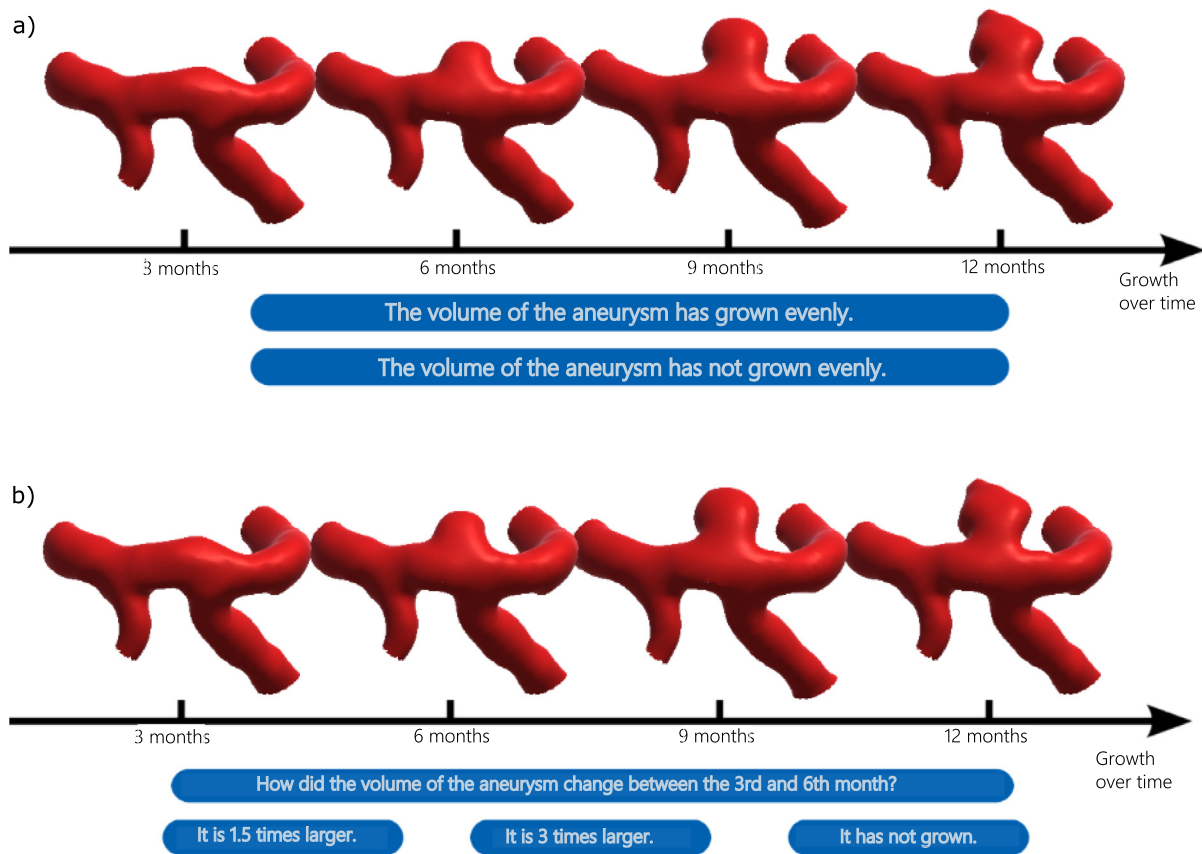 a)
3 months
6 months
9 months
12 months
Growth
over time
The volume of the aneurysm has grown evenly.
The volume of the aneurysm has not grown evenly.
b)
3 months
6 months
9 months
12 months
Growth
over time
How did the volume of the aneurysm change between the 3rd and 6th month?
It is 1.5 times larger.
It is 3 times larger.
It has not grown.